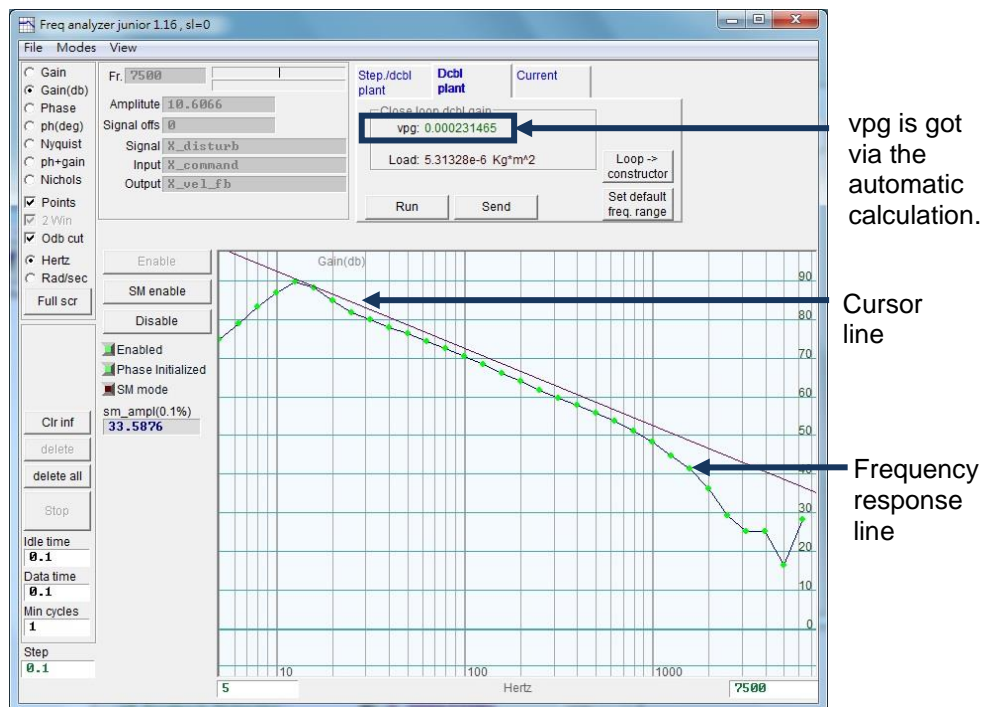 Freq analyzer junior 1.16 , sl=0
File Modes View
Gain
Gain(db)
Phase
ph(deg)
Nyquist
ph+gain
Nichols
Points
2 Win
Odb cut
Hertz
Rad/sec
Full scr
Fr. 7500
Amplitute 10.6066
Signal offs 0
Signal X_disturb
Input X_command
Output X_vel_fb
Step./dcbl plant
Dcbl plant
Current
Close loop dcbl gain
vpg: 0.000231465
Load: 5.31328e-6 Kg*m^2
Loop ->
constructor
Run
Send
Set default
freq. range
vpg is got
via the
automatic
calculation.
Enable
SM enable
Disable
Enabled
Phase Initialized
SM mode
sm_ampl(0.1%)
33.5876
Clr inf
delete
delete all
Stop
Idle time
0.1
Data time
0.1
Min cycles
1
Step
0.1
Gain(db)
90
80
70
60
50
40
30
20
10
0
10
100
1000
5
Hertz
7500
Cursor
line
Frequency
response
line